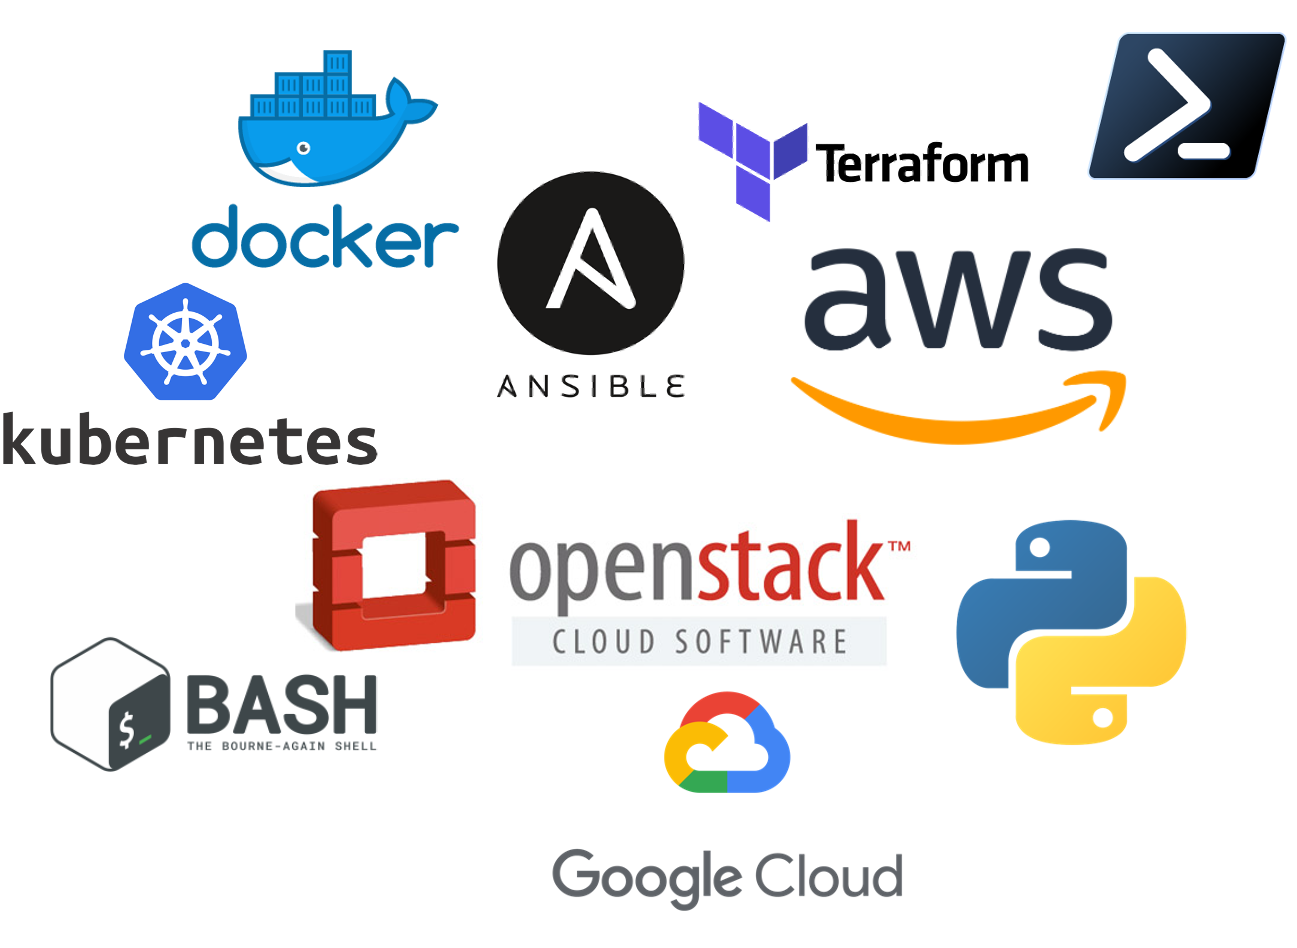 docker
Terraform
aws
ANSIBLE
kubernetes
openstack™
CLOUD SOFTWARE
$_
BASH
THE BOURNE-AGAIN SHELL
Google Cloud